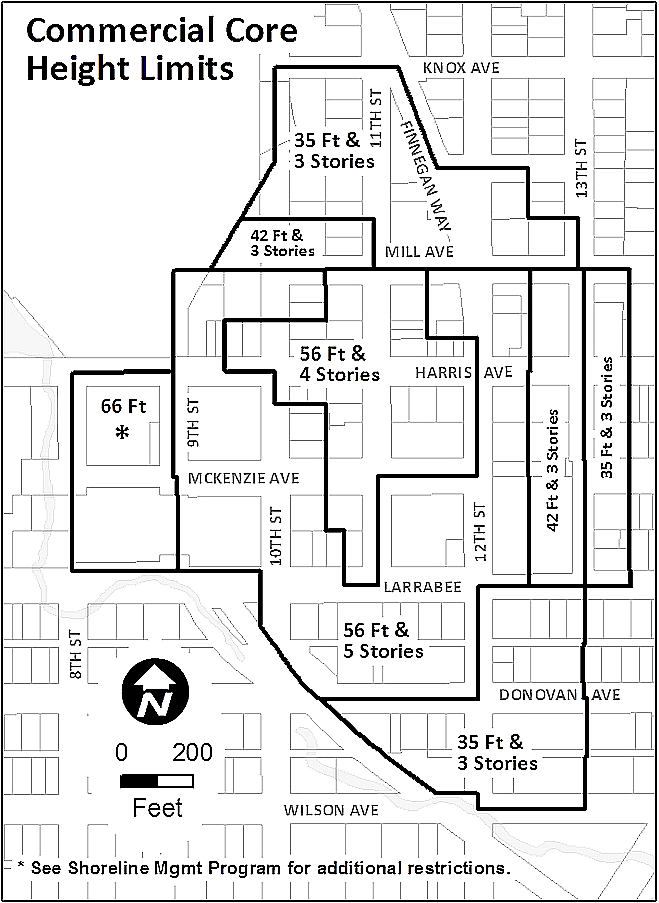 Commercial Core
Height Limits
KNOX AVE
11TH ST
FINNEGAN WAY
13TH ST
35 Ft &
3 Stories
42 Ft &
3 Stories
MILL AVE
56 Ft &
4 Stories
HARRIS AVE
35 Ft & 3 Stories
66 Ft
*
9TH ST
42 Ft & 3 Stories
MCKENZIE AVE
10TH ST
12TH ST
LARRABEE
56 Ft &
5 Stories
8TH ST
DONOVAN AVE
N
35 Ft &
3 Stories
0 200
Feet
WILSON AVE
* See Shoreline Mgmt Program for additional restrictions.